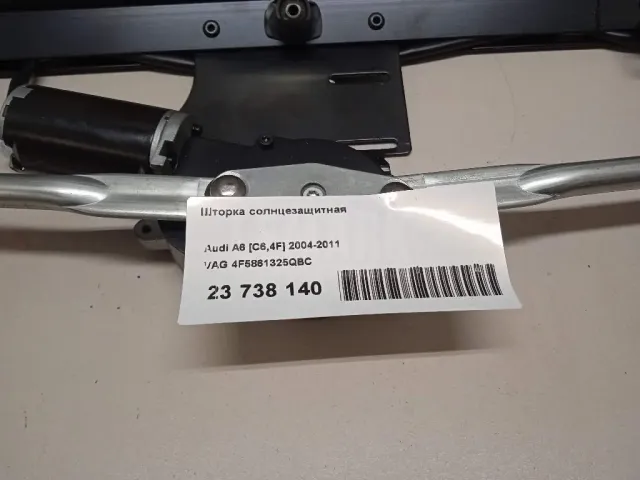 Шторка солнцезащитная
Audi A6 [C6,4F] 2004-2011
VAG 4F5861325QBC
23 738 140